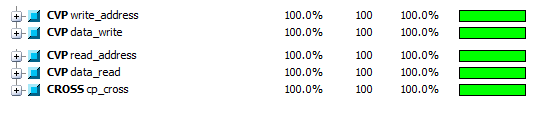 CVP write_address 100.0% 100 100.0%
CVP data_write 100.0% 100 100.0%
CVP read_address 100.0% 100 100.0%
CVP data_read 100.0% 100 100.0%
CROSS cp_cross 100.0% 100 100.0%